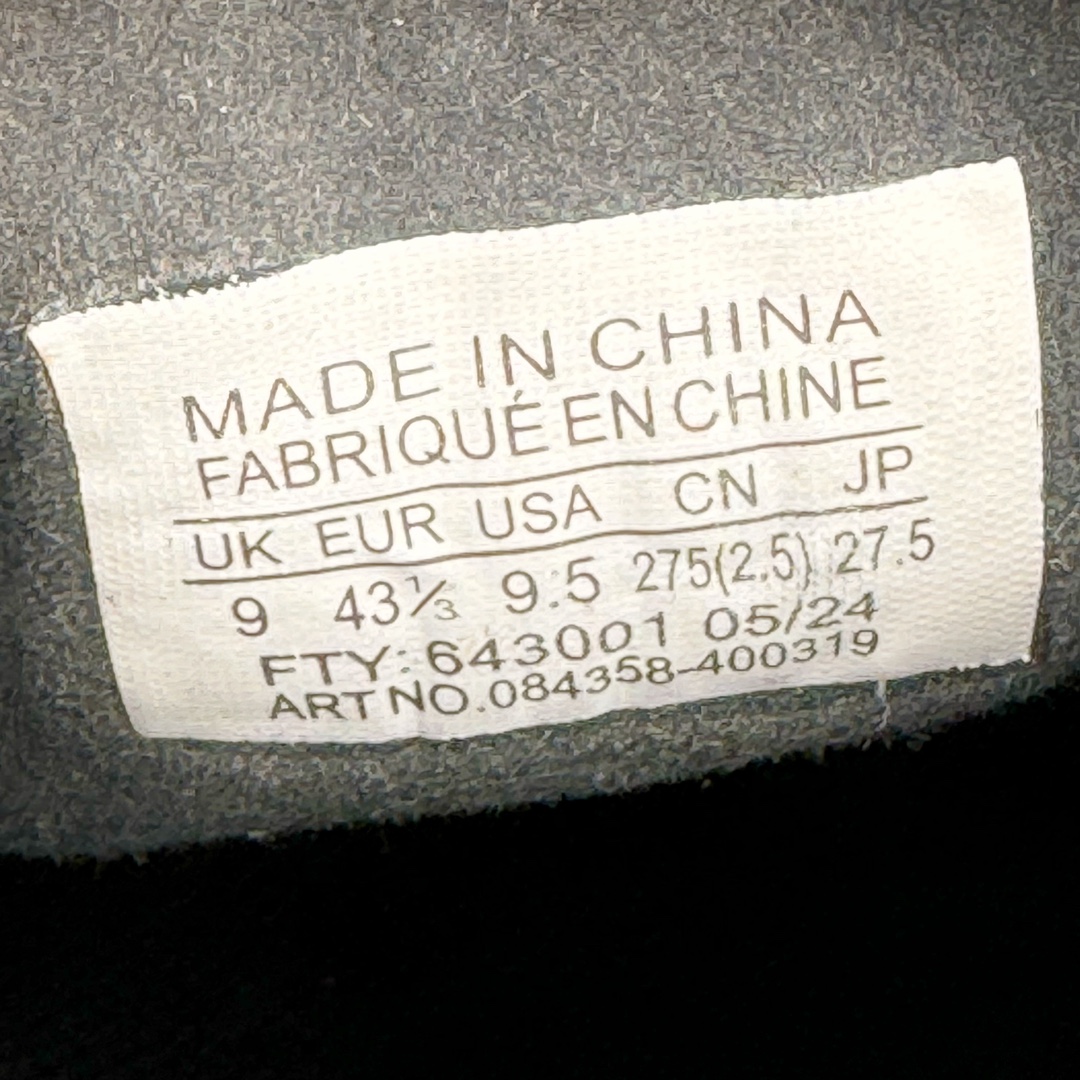 MADE IN CHINA
FABRIQUÉ EN CHINE
UK EUR USA CN JP
9 43⅓ 9.5 275(2.5) 27.5
FTY: 643001 05/24
ART NO.084358-400319